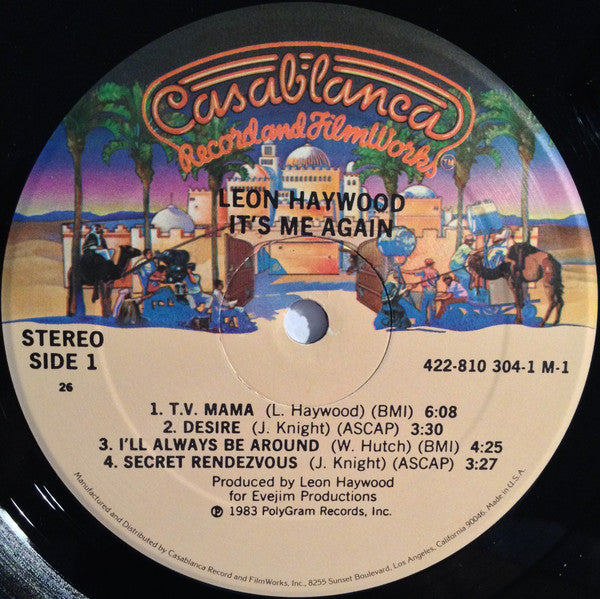 Casablanca
Record and FilmWorks™
LEON HAYWOOD
IT'S ME AGAIN
STEREO
SIDE 1
26
422-810 304-1 M-1
1. T.V. MAMA (L. Haywood) (BMI) 6:08
2. DESIRE (J. Knight) (ASCAP) 3:30
3. I'LL ALWAYS BE AROUND (W. Hutch) (BMI) 4:25
4. SECRET RENDEZVOUS (J. Knight) (ASCAP) 3:27
Produced by Leon Haywood
for Evejim Productions
℗ 1983 PolyGram Records, Inc.
Manufactured and Distributed by Casablanca Record and FilmWorks, Inc., 8255 Sunset Boulevard, Los Angeles, California 90046. Made in U.S.A.